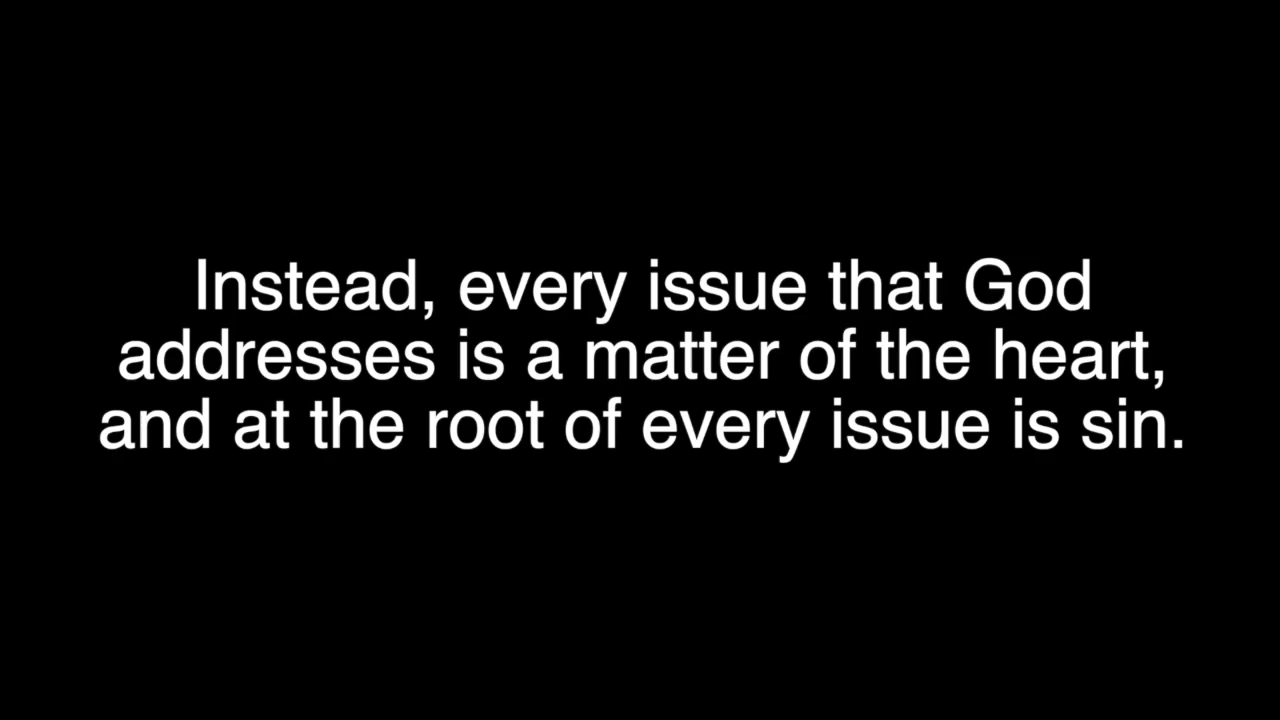 Instead, every issue that God
addresses is a matter of the heart,
and at the root of every issue is sin.